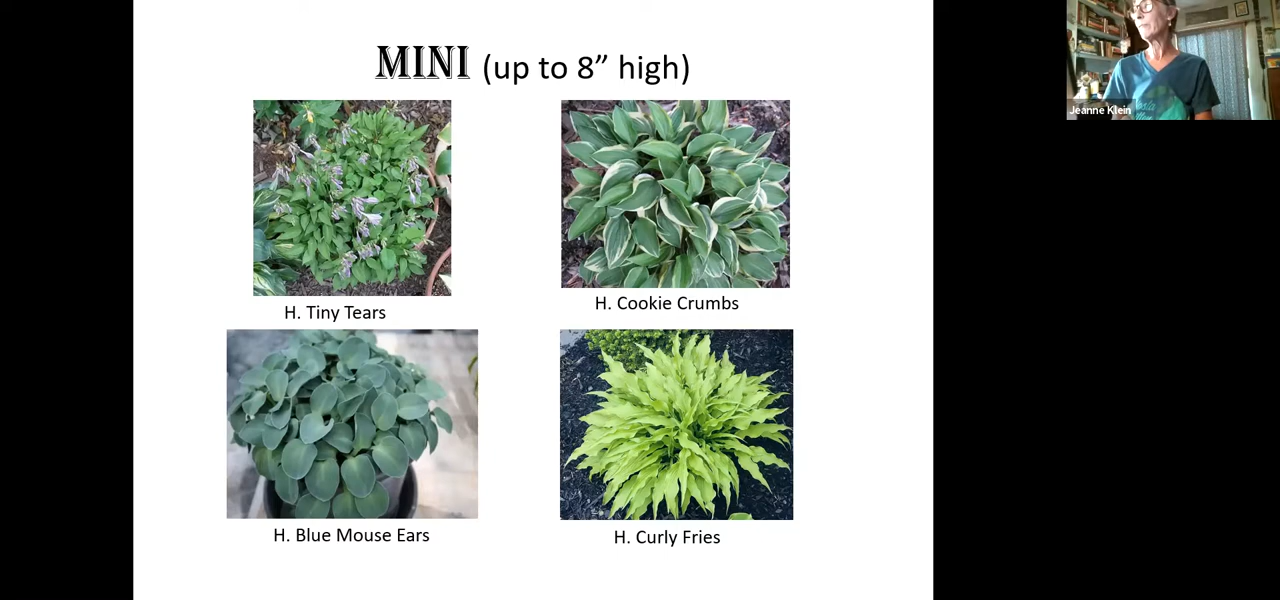 MINI (up to 8” high)
Jeanne Klein
H. Tiny Tears
H. Cookie Crumbs
H. Blue Mouse Ears
H. Curly Fries